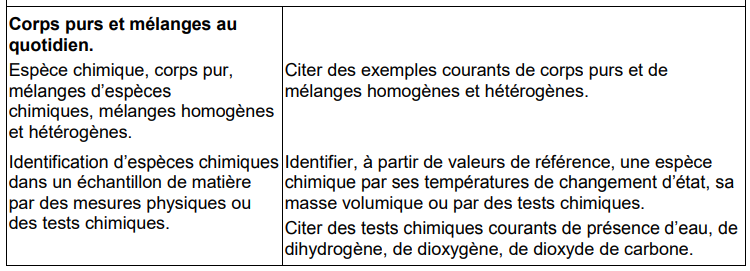 Corps purs et mélanges au
quotidien.
Espèce chimique, corps pur,
mélanges d’espèces
chimiques, mélanges homogènes
et hétérogènes.
Citer des exemples courants de corps purs et de
mélanges homogènes et hétérogènes.
Identification d’espèces chimiques
dans un échantillon de matière
par des mesures physiques ou
des tests chimiques.
Identifier, à partir de valeurs de référence, une espèce
chimique par ses températures de changement d’état, sa
masse volumique ou par des tests chimiques.
Citer des tests chimiques courants de présence d’eau, de
dihydrogène, de dioxygène, de dioxyde de carbone.